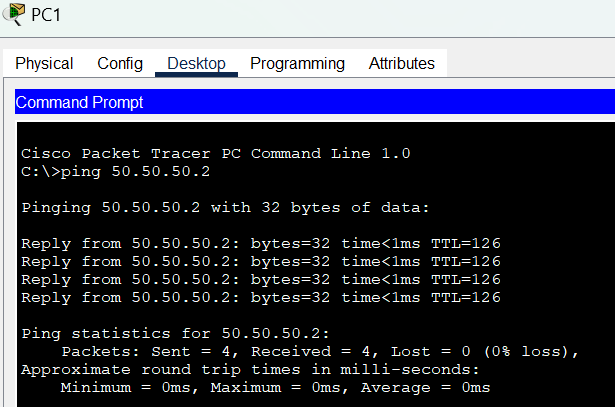 PC1
Physical Config Desktop Programming Attributes
Command Prompt
Cisco Packet Tracer PC Command Line 1.0
C:\>ping 50.50.50.2
Pinging 50.50.50.2 with 32 bytes of data:
Reply from 50.50.50.2: bytes=32 time<1ms TTL=126
Reply from 50.50.50.2: bytes=32 time<1ms TTL=126
Reply from 50.50.50.2: bytes=32 time<1ms TTL=126
Reply from 50.50.50.2: bytes=32 time<1ms TTL=126
Ping statistics for 50.50.50.2:
Packets: Sent = 4, Received = 4, Lost = 0 (0% loss),
Approximate round trip times in milli-seconds:
Minimum = 0ms, Maximum = 0ms, Average = 0ms